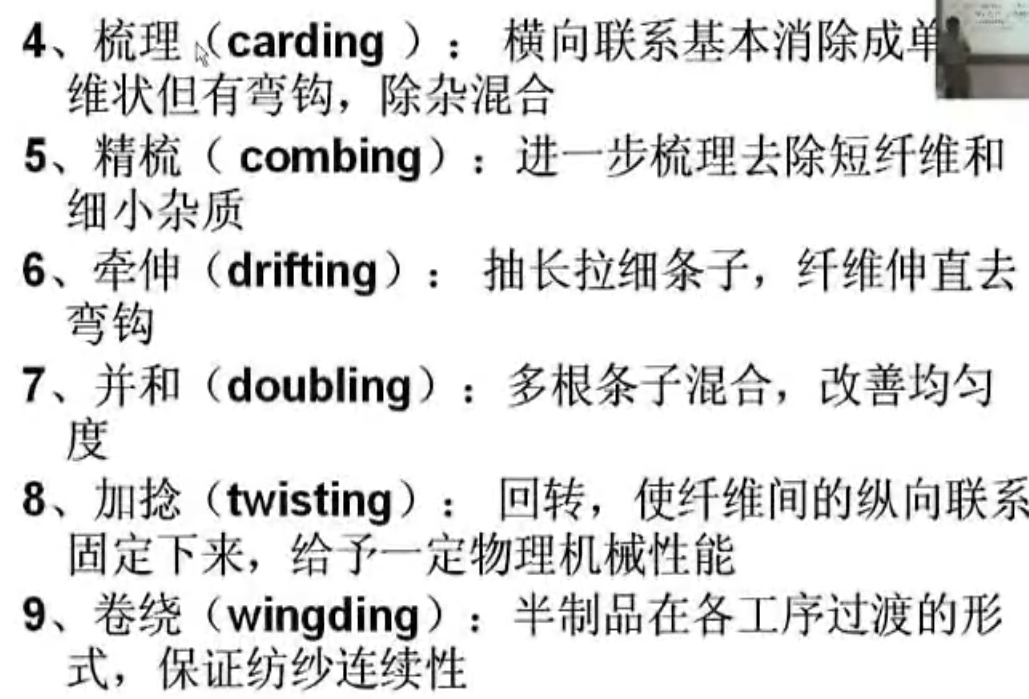 4、梳理（carding ）： 横向联系基本消除成单
维状但有弯钩，除杂混合
5、精梳（ combing）：进一步梳理去除短纤维和
细小杂质
6、牵伸（drifting）： 抽长拉细条子，纤维伸直去
弯钩
7、并和（doubling）：多根条子混合，改善均匀
度
8、加捻（twisting）： 回转，使纤维间的纵向联系
固定下来，给予一定物理机械性能
9、卷绕（wingding）：半制品在各工序过渡的形
式，保证纺纱连续性